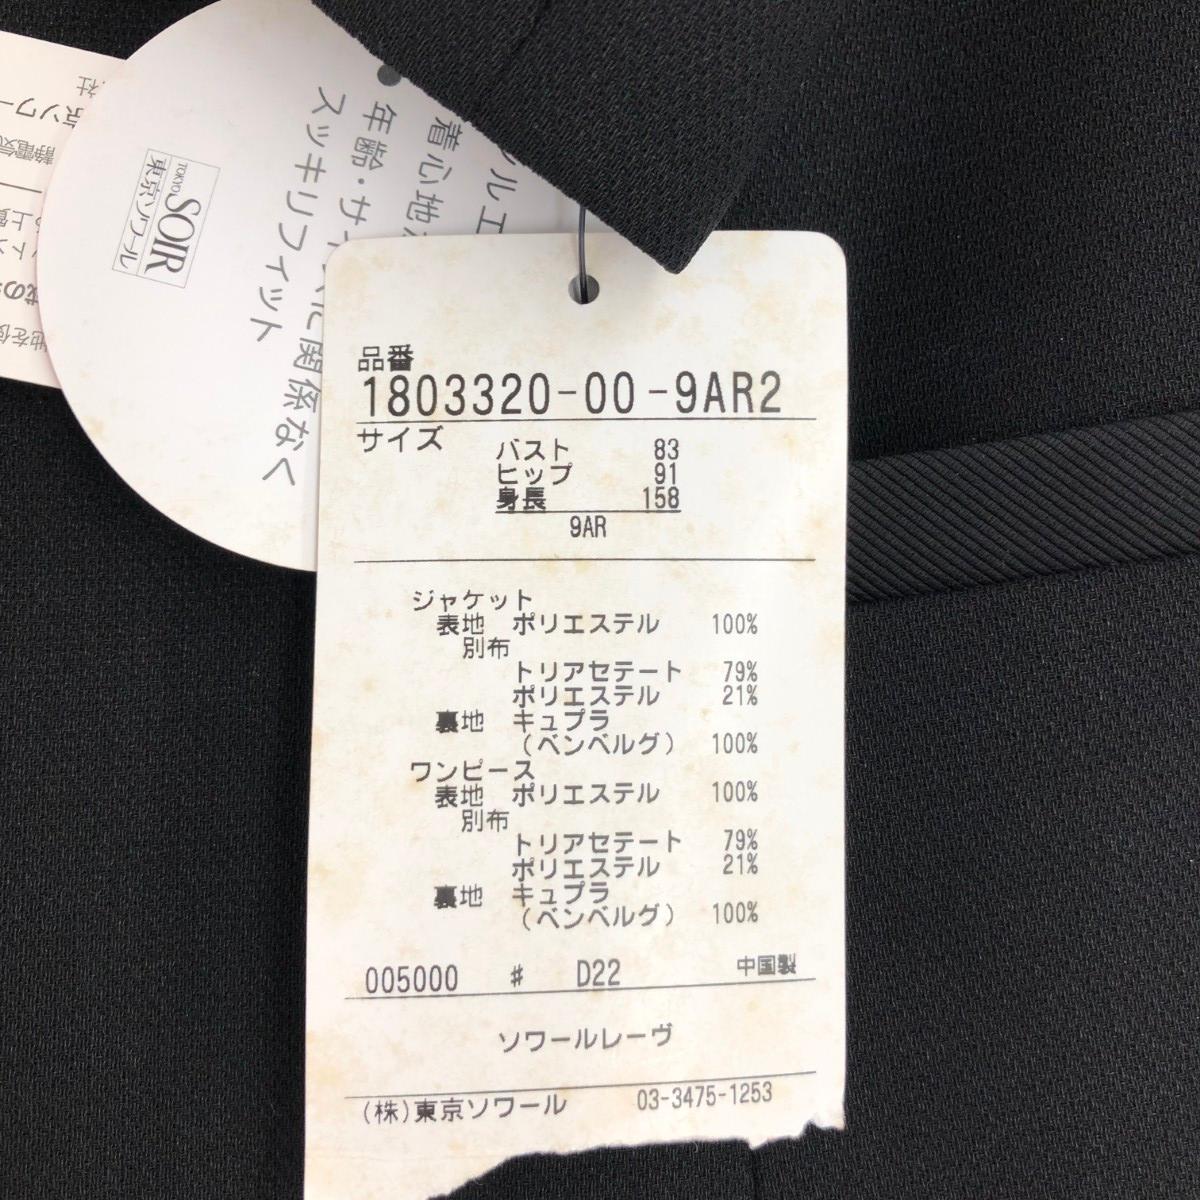 品番
1803320-00-9AR2
サイズ
バスト 83
ヒップ 91
身長 158
9AR
ジャケット
表地 ポリエステル 100%
別布
トリアセテート 79%
ポリエステル 21%
裏地 キュプラ
(ベンベルグ) 100%
ワンピース
表地 ポリエステル 100%
別布
トリアセテート 79%
ポリエステル 21%
裏地 キュプラ
(ベンベルグ) 100%
005000 # D22 中国製
ソワールレーヴ
(株)東京ソワール 03-3475-1253
着心地
年齢・サ
に関係なく
スッキリフィット
TOKYO
SOIR
東京ソワール
静電気